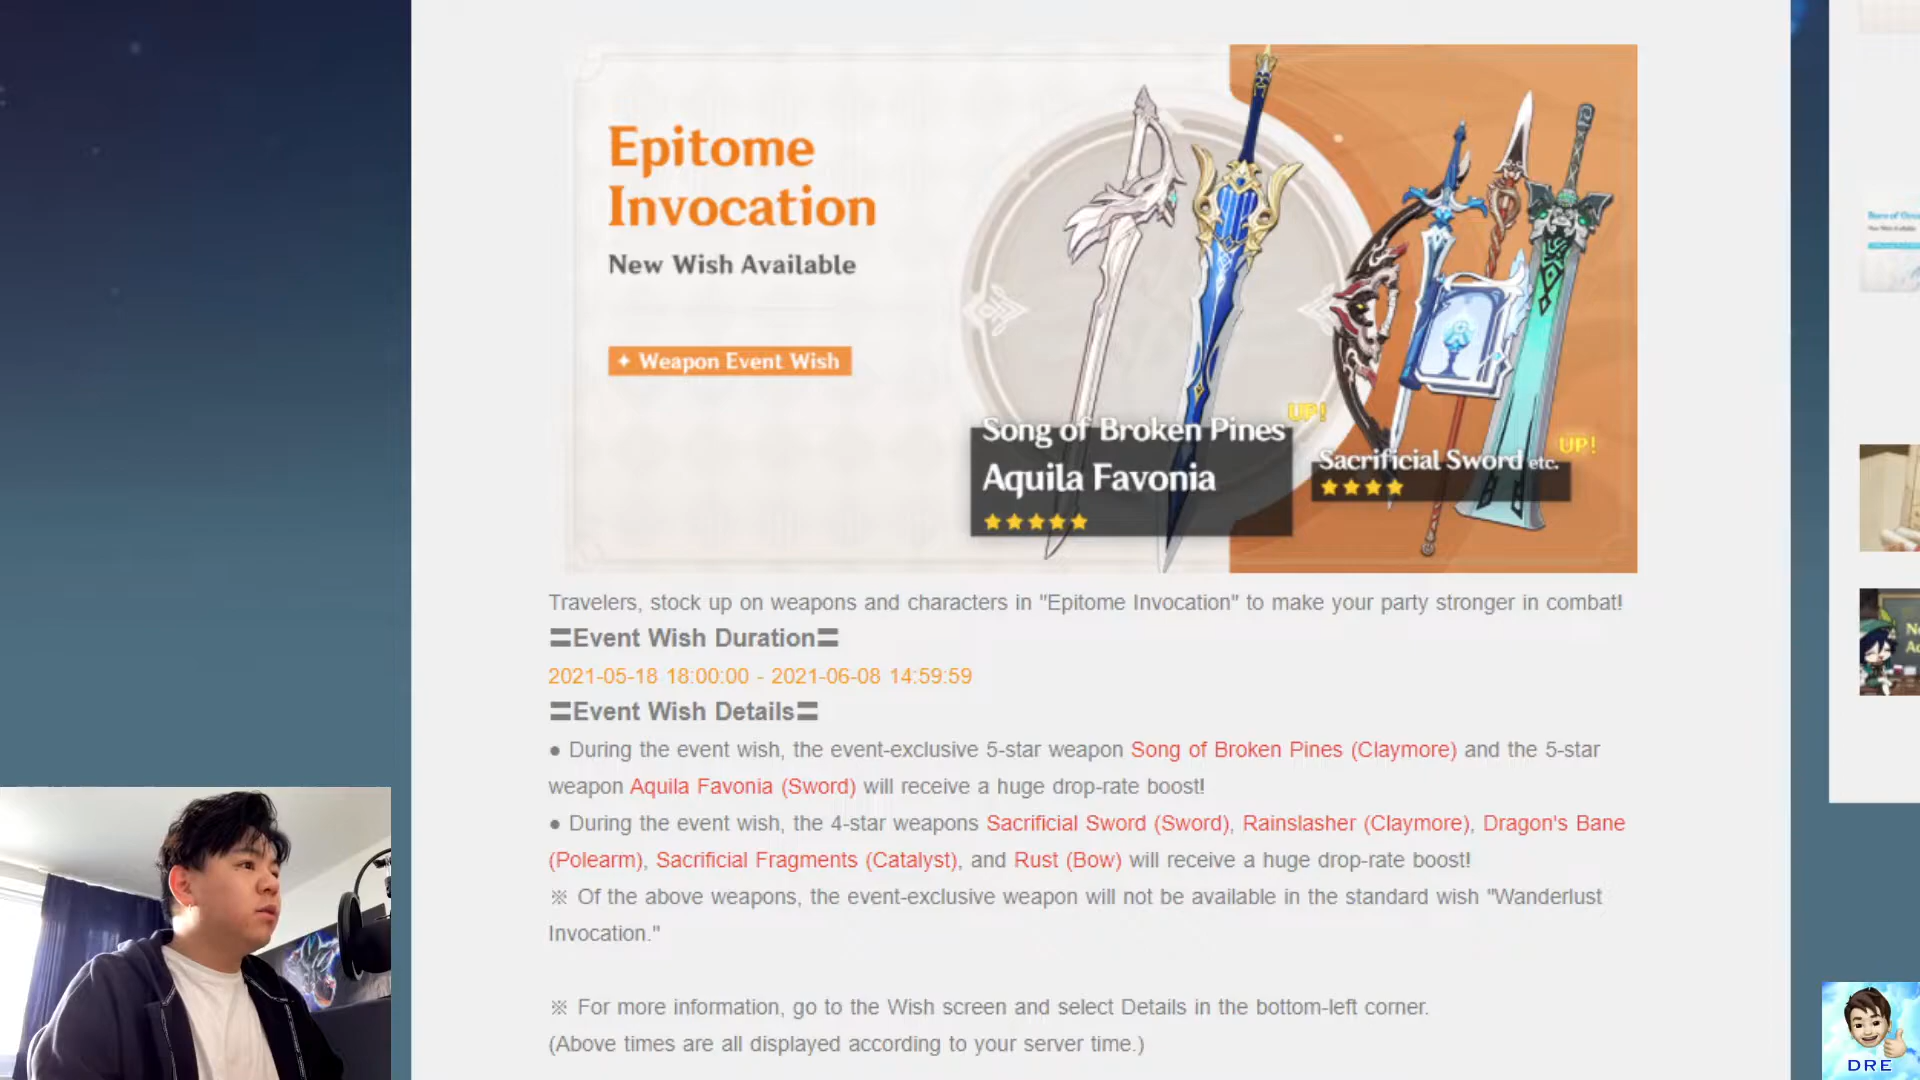 Epitome
Invocation
New Wish Available
✦ Weapon Event Wish
UP!
Song of Broken Pines
Aquila Favonia
UP!
Sacrificial Sword etc.
Travelers, stock up on weapons and characters in "Epitome Invocation" to make your party stronger in combat!
〓Event Wish Duration〓
2021-05-18 18:00:00 - 2021-06-08 14:59:59
〓Event Wish Details〓
● During the event wish, the event-exclusive 5-star weapon Song of Broken Pines (Claymore) and the 5-star
weapon Aquila Favonia (Sword) will receive a huge drop-rate boost!
● During the event wish, the 4-star weapons Sacrificial Sword (Sword), Rainslasher (Claymore), Dragon's Bane
(Polearm), Sacrificial Fragments (Catalyst), and Rust (Bow) will receive a huge drop-rate boost!
※ Of the above weapons, the event-exclusive weapon will not be available in the standard wish "Wanderlust
Invocation."
※ For more information, go to the Wish screen and select Details in the bottom-left corner.
(Above times are all displayed according to your server time.)
DRE